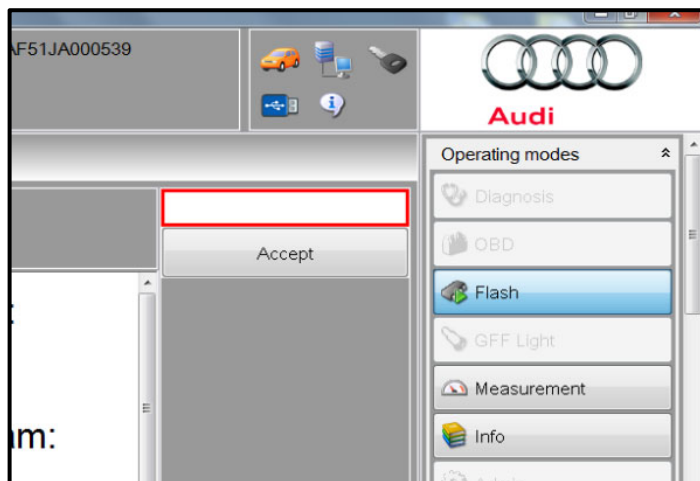 AF51JA000539
Audi
Operating modes
Diagnosis
OBD
Accept
Flash
GFF Light
Measurement
am:
Info